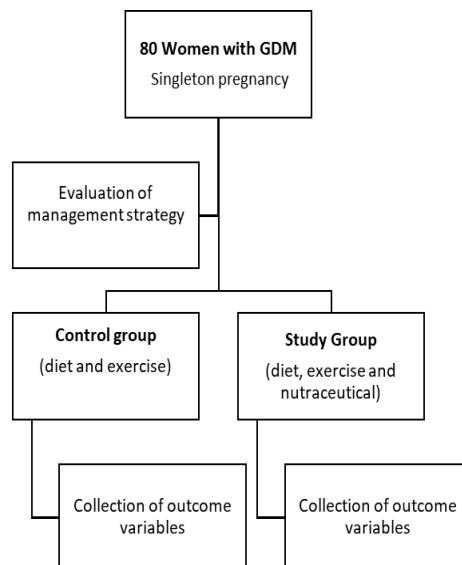 80 Women with GDM
Singleton pregnancy
Evaluation of
management strategy
Control group
(diet and exercise)
Study Group
(diet, exercise and
nutraceutical)
Collection of outcome
variables
Collection of outcome
variables